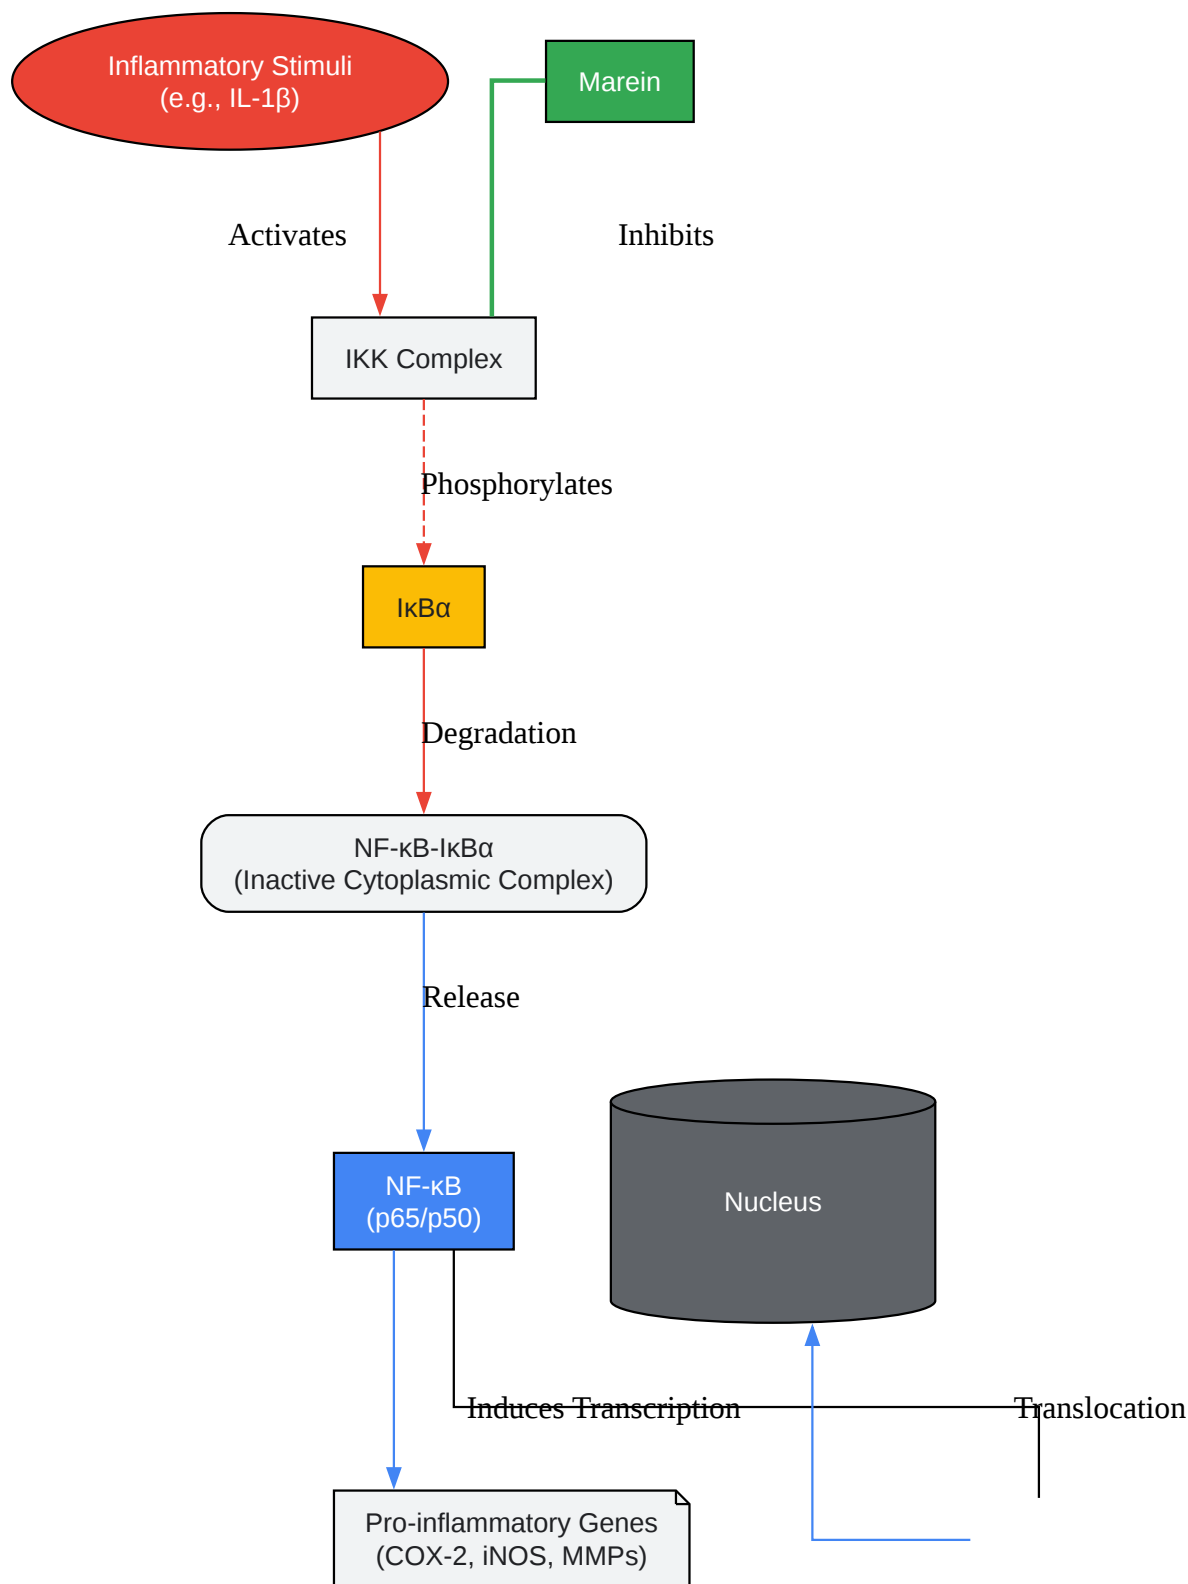 Inflammatory Stimuli
(e.g., IL-1β)
Marein
Activates
Inhibits
IKK Complex
Phosphorylates
IκBα
Degradation
NF-κB-IκBα
(Inactive Cytoplasmic Complex)
Release
NF-κB
(p65/p50)
Nucleus
Induces Transcription
Translocation
Pro-inflammatory Genes
(COX-2, iNOS, MMPs)